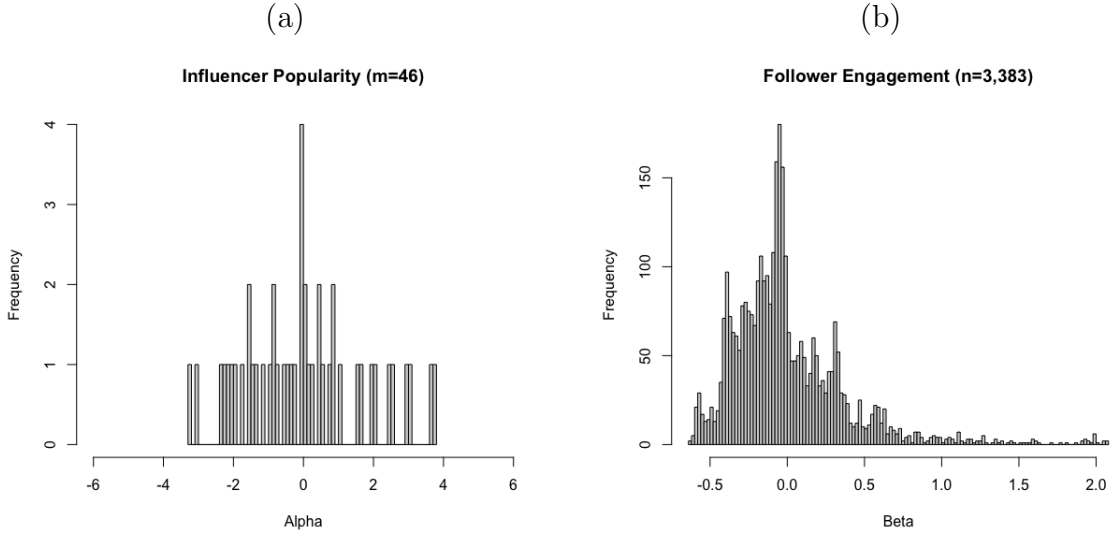 (a)
Influencer Popularity (m=46)
Frequency
0
1
2
3
4
-6 -4 -2 0 2 4 6
Alpha
(b)
Follower Engagement (n=3,383)
Frequency
0
50
100
150
-0.5 0.0 0.5 1.0 1.5 2.0
Beta